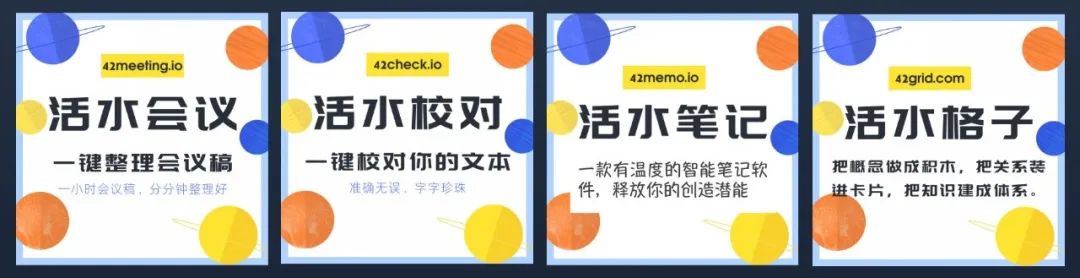 42meeting.io
活水会议
一键整理会议稿
一小时会议稿，分分钟整理好
42check.io
活水校对
一键校对你的文本
准确无误，字字珍珠
42memo.io
活水笔记
一款有温度的智能笔记软
件，释放你的创造潜能
42grid.com
活水格子
把概念做成积木，把关系装
进卡片，把知识建成体系。